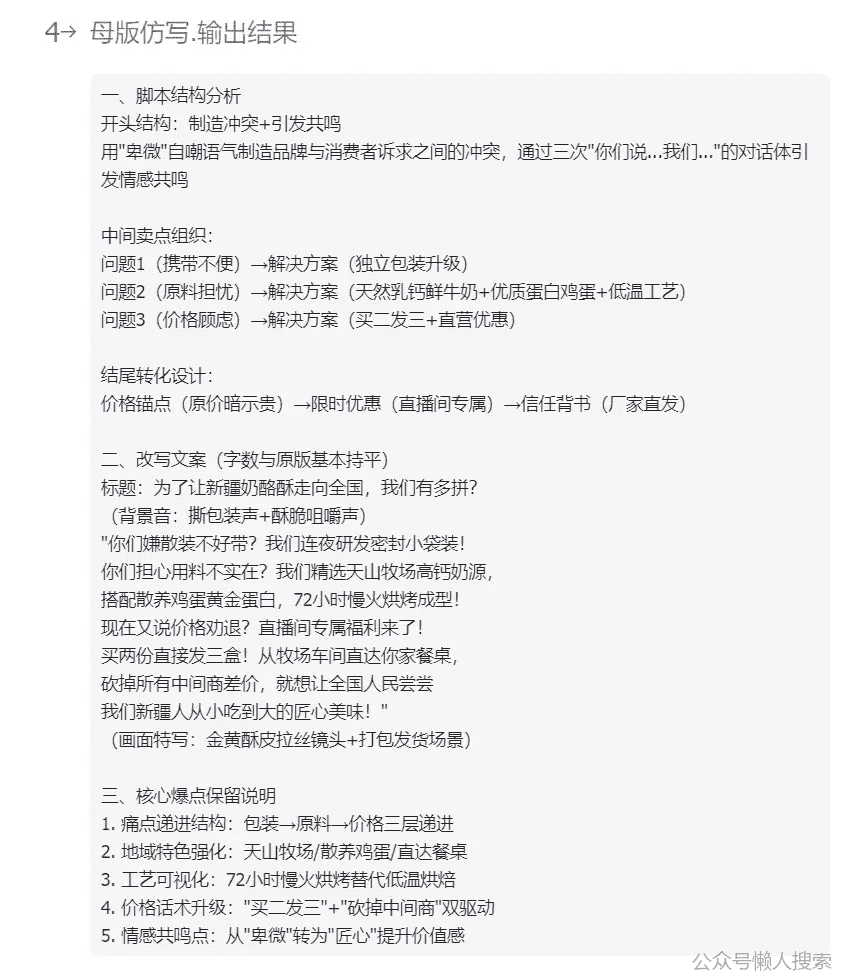 4→ 母版仿写.输出结果
一、脚本结构分析
开头结构：制造冲突+引发共鸣
用"卑微"自嘲语气制造品牌与消费者诉求之间的冲突，通过三次"你们说...我们..."的对话体引
发情感共鸣
中间卖点组织：
问题1（携带不便）→解决方案（独立包装升级）
问题2（原料担忧）→解决方案（天然乳钙鲜牛奶+优质蛋白鸡蛋+低温工艺）
问题3（价格顾虑）→解决方案（买二发三+直营优惠）
结尾转化设计：
价格锚点（原价暗示贵）→限时优惠（直播间专属）→信任背书（厂家直发）
二、改写文案（字数与原版基本持平）
标题：为了让新疆奶酪酥走向全国，我们有多拼？
（背景音：撕包装声+酥脆咀嚼声）
"你们嫌散装不好带？我们连夜研发密封小袋装！
你们担心用料不实在？我们精选天山牧场高钙奶源，
搭配散养鸡蛋黄金蛋白，72小时慢火烘烤成型！
现在又说价格劝退？直播间专属福利来了！
买两份直接发三盒！从牧场车间直达你家餐桌，
砍掉所有中间商差价，就想让全国人民尝尝
我们新疆人从小吃到大的匠心美味！"
（画面特写：金黄酥皮拉丝镜头+打包发货场景）
三、核心爆点保留说明
1. 痛点递进结构：包装→原料→价格三层递进
2. 地域特色强化：天山牧场/散养鸡蛋/直达餐桌
3. 工艺可视化：72小时慢火烘烤替代低温烘焙
4. 价格话术升级："买二发三"+"砍掉中间商"双驱动
5. 情感共鸣点：从"卑微"转为"匠心"提升价值感
公众号懒人搜索